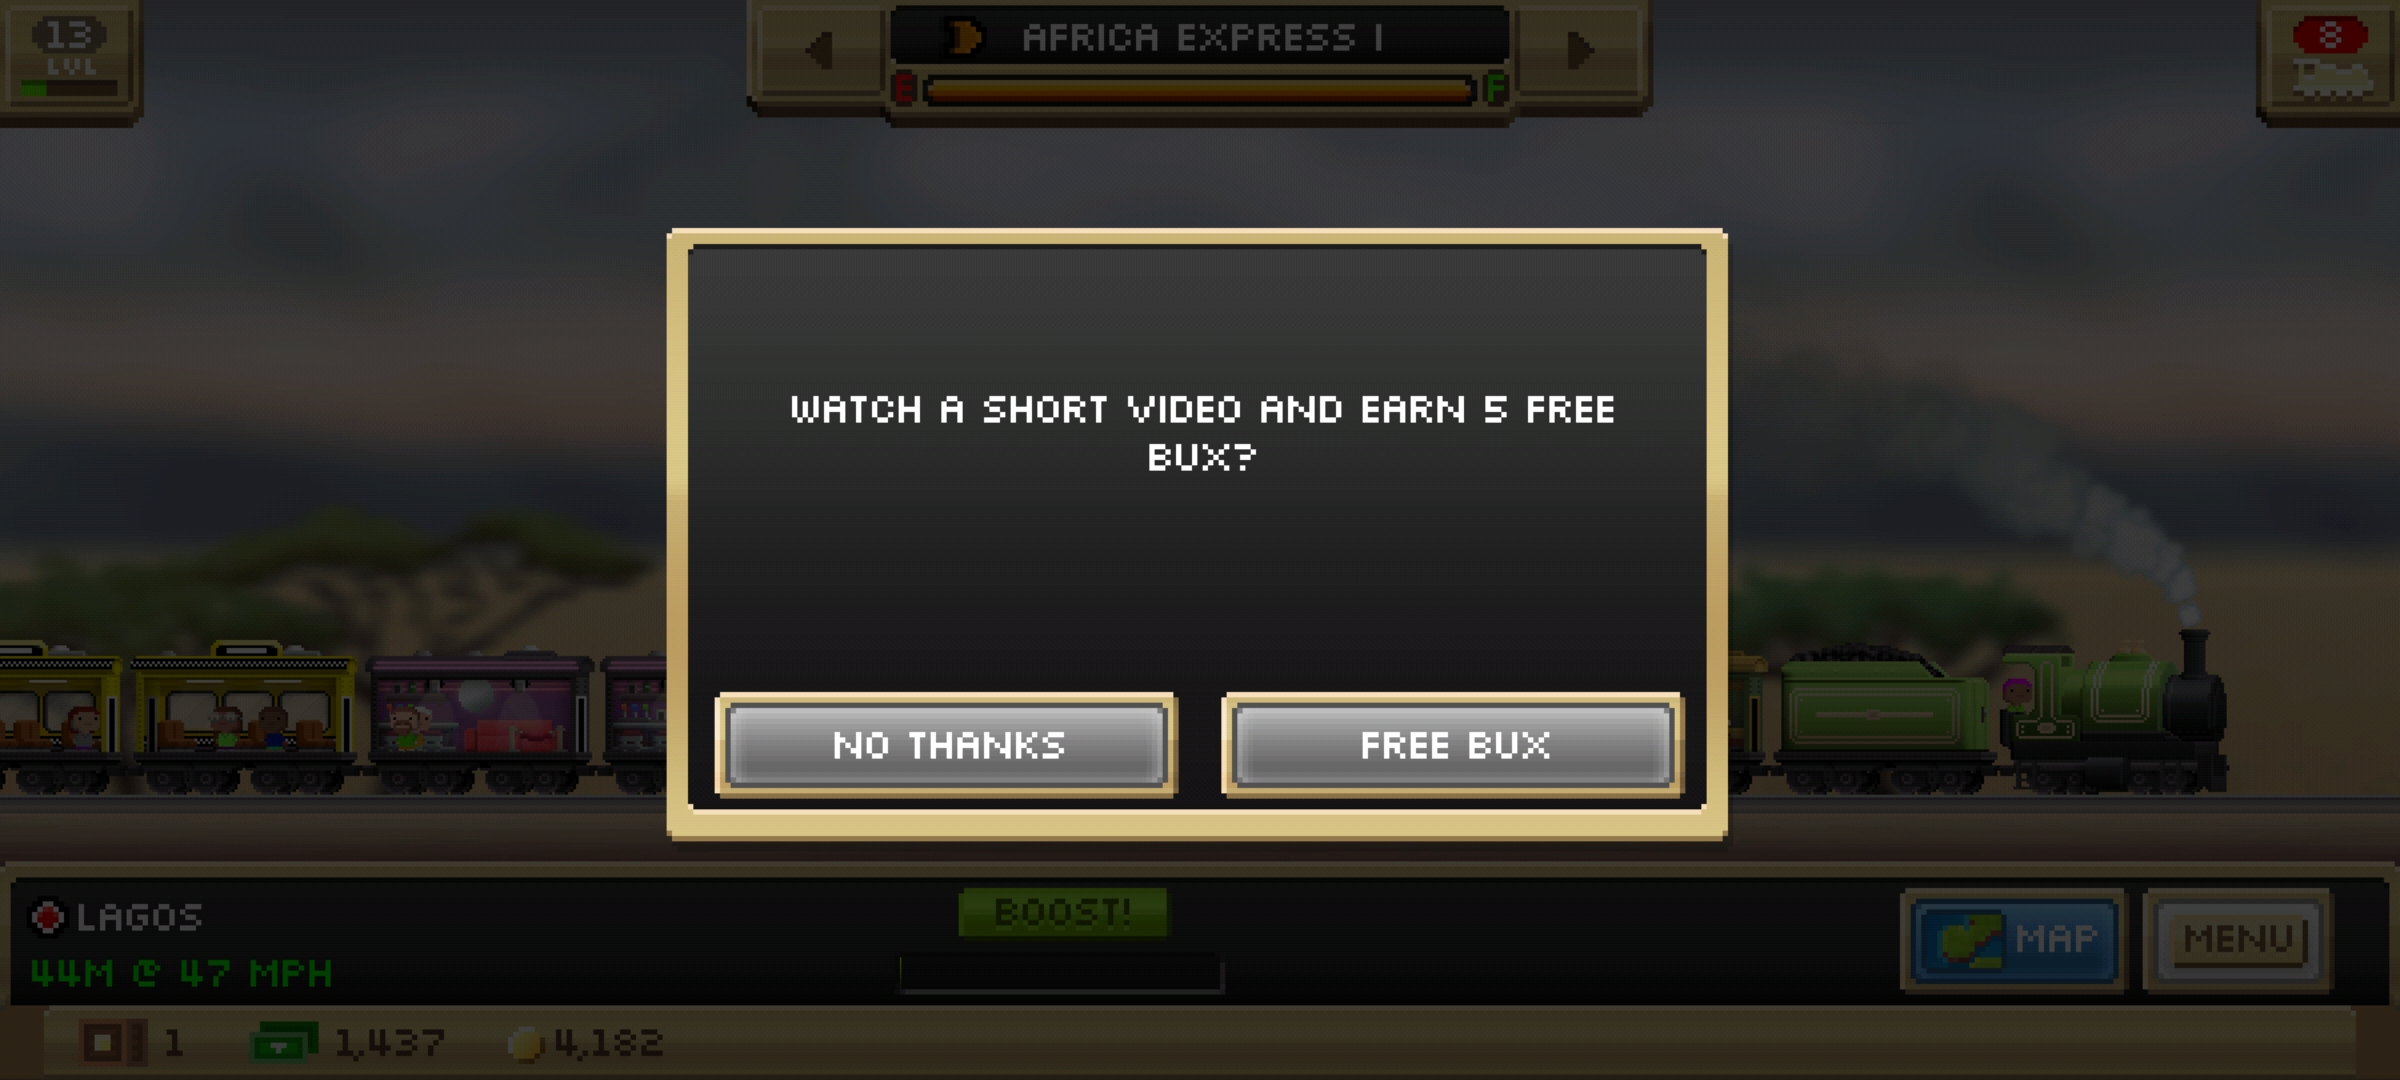 13
LVL
AFRICA EXPRESS I
E F
8
WATCH A SHORT VIDEO AND EARN 5 FREE
BUX?
NO THANKS FREE BUX
LAGOS
44M @ 47 MPH
BOOST!
MAP MENU
1 1,437 4,182